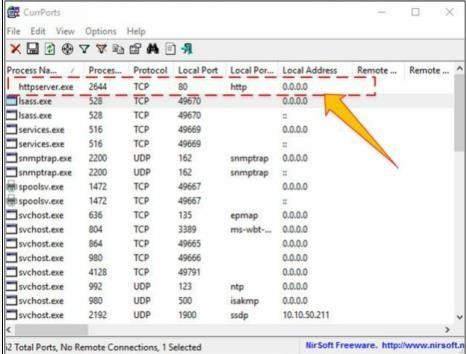 CurrPorts
File Edit View Options Help
Process Na... / Proces... Protocol Local Port Local Por... Local Address Remote ... Remote ...
httpserver.exe 2644 TCP 80 http 0.0.0.0
lsass.exe 528 TCP 49670 0.0.0.0
lsass.exe 528 TCP 49670 ::
services.exe 516 TCP 49669 0.0.0.0
services.exe 516 TCP 49669 ::
snmptrap.exe 2200 UDP 162 snmptrap 0.0.0.0
snmptrap.exe 2200 UDP 162 snmptrap ::
spoolsv.exe 1472 TCP 49667 0.0.0.0
spoolsv.exe 1472 TCP 49667 ::
svchost.exe 636 TCP 135 epmap 0.0.0.0
svchost.exe 804 TCP 3389 ms-wbt-... 0.0.0.0
svchost.exe 864 TCP 49665 0.0.0.0
svchost.exe 980 TCP 49666 0.0.0.0
svchost.exe 4128 TCP 49791 0.0.0.0
svchost.exe 992 UDP 123 ntp 0.0.0.0
svchost.exe 980 UDP 500 isakmp 0.0.0.0
svchost.exe 2192 UDP 1900 ssdp 10.10.50.211
2 Total Ports, No Remote Connections, 1 Selected NirSoft Freeware. http://www.nirsoft.n